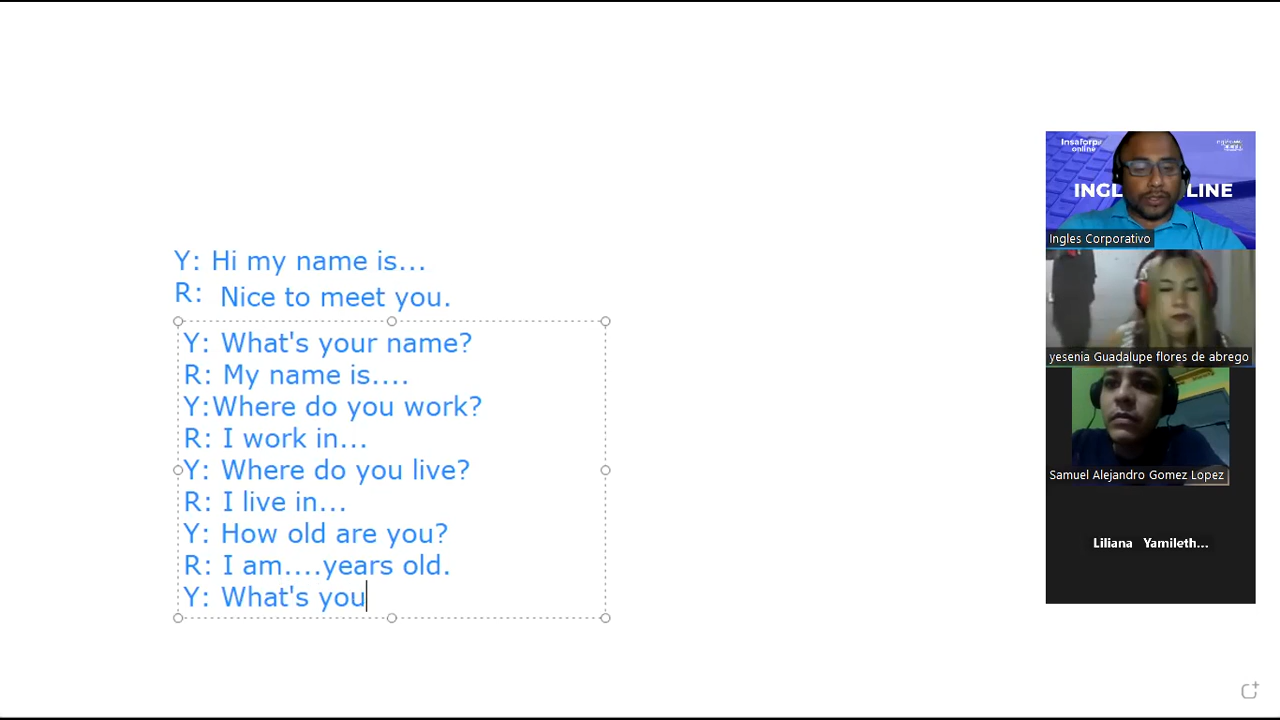 Y: Hi my name is...
R: Nice to meet you.
Y: What's your name?
R: My name is....
Y:Where do you work?
R: I work in...
Y: Where do you live?
R: I live in...
Y: How old are you?
R: I am....years old.
Y: What's you
Insaforp
online
INGL LINE
Ingles Corporativo
yesenia Guadalupe flores de abrego
Samuel Alejandro Gomez Lopez
Liliana Yamileth...